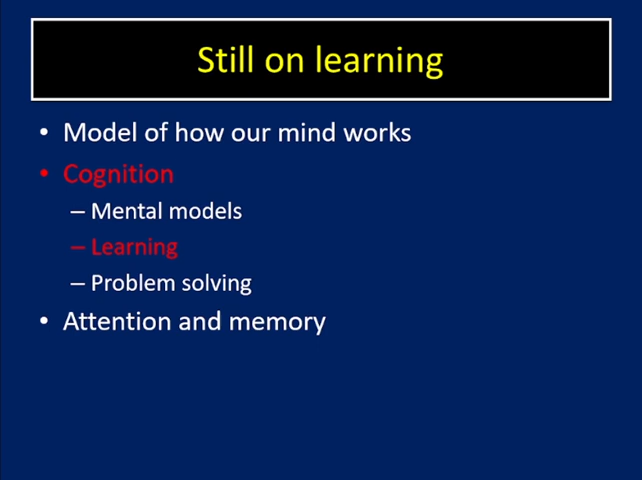 Still on learning
• Model of how our mind works
• Cognition
– Mental models
– Learning
– Problem solving
• Attention and memory